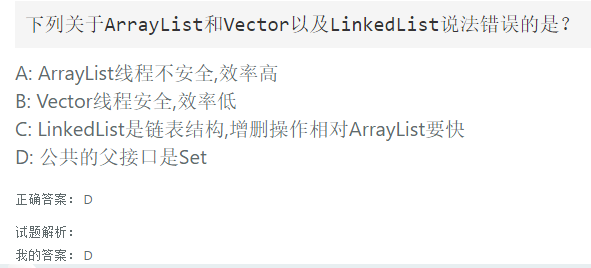 下列关于ArrayList和Vector以及LinkedList说法错误的是?
A: ArrayList线程不安全,效率高
B: Vector线程安全,效率低
C: LinkedList是链表结构,增删操作相对ArrayList要快
D: 公共的父接口是Set
正确答案： D
试题解析：
我的答案： D